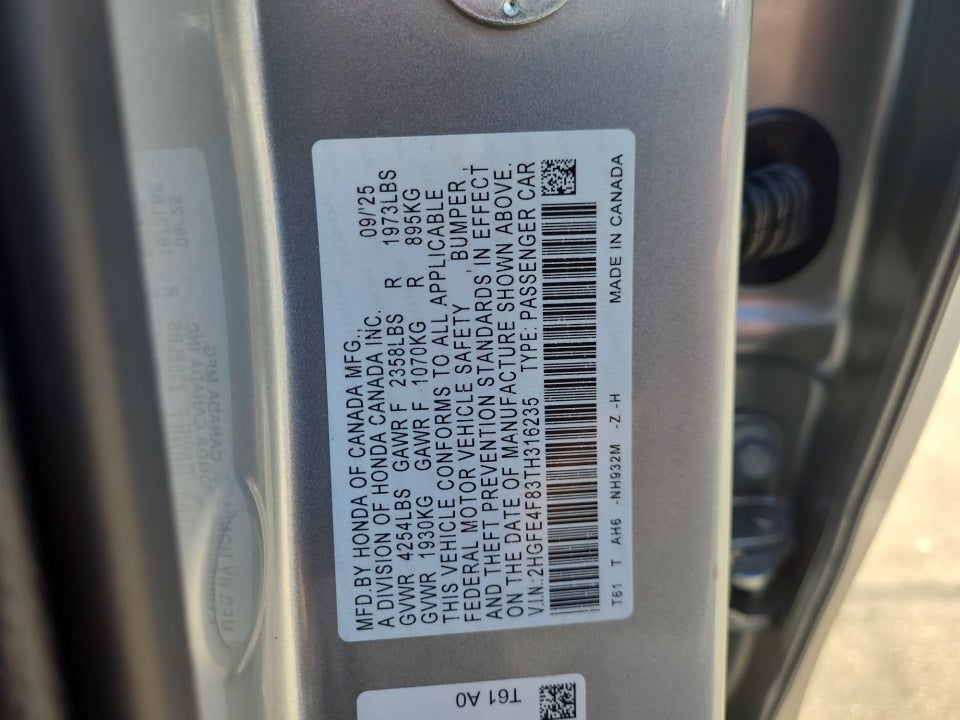 MFD.BY HONDA OF CANADA MFG.,
A DIVISION OF HONDA CANADA INC. 09/'25
GVWR 4254LBS GAWR F 2358LBS R 1973LBS
GVWR 1930KG GAWR F 1070KG R 895KG
THIS VEHICLE CONFORMS TO ALL APPLICABLE
FEDERAL MOTOR VEHICLE SAFETY, BUMPER,
AND THEFT PREVENTION STANDARDS, IN EFFECT
ON THE DATE OF MANUFACTURE SHOWN ABOVE.
V.I.N.:2HGFE4F83TH316235 TYPE: PASSENGER CAR
T61 T AH6 -NH932M -Z -H MADE IN CANADA
T61 A0